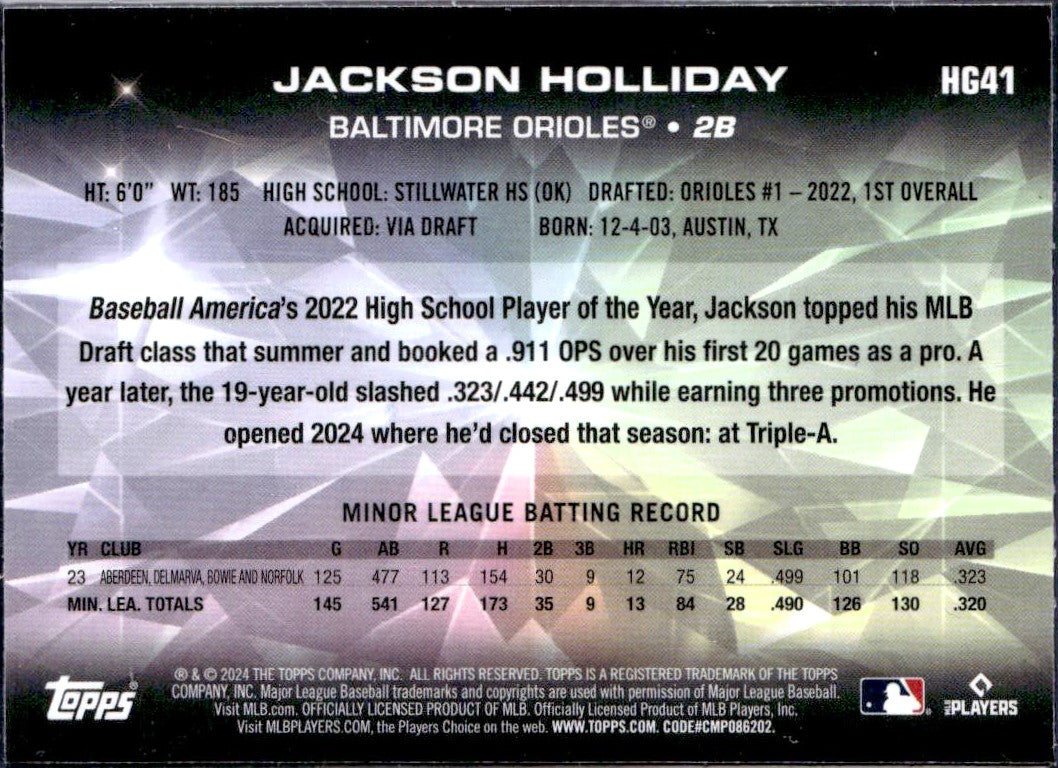 JACKSON HOLLIDAY
HG41
BALTIMORE ORIOLES® • 2B
HT: 6'0" WT: 185 HIGH SCHOOL: STILLWATER HS (OK) DRAFTED: ORIOLES #1 – 2022, 1ST OVERALL
ACQUIRED: VIA DRAFT BORN: 12-4-03, AUSTIN, TX
Baseball America's 2022 High School Player of the Year, Jackson topped his MLB
Draft class that summer and booked a .911 OPS over his first 20 games as a pro. A
year later, the 19-year-old slashed .323/.442/.499 while earning three promotions. He
opened 2024 where he'd closed that season: at Triple-A.
MINOR LEAGUE BATTING RECORD
YR CLUB G AB R H 2B 3B HR RBI SB SLG BB SO AVG
23 ABERDEEN, DELMARVA, BOWIE AND NORFOLK 125 477 113 154 30 9 12 75 24 .499 101 118 .323
MIN. LEA. TOTALS 145 541 127 173 35 9 13 84 28 .490 126 130 .320
® & © 2024 THE TOPPS COMPANY, INC. ALL RIGHTS RESERVED. TOPPS IS A REGISTERED TRADEMARK OF THE TOPPS
COMPANY, INC. Major League Baseball trademarks and copyrights are used with permission of Major League Baseball.
Visit MLB.com. OFFICIALLY LICENSED PRODUCT OF MLB. Officially Licensed Product of MLB Players, Inc.
Visit MLBPLAYERS.COM, the Players Choice on the web. WWW.TOPPS.COM. CODE#CMP086202.
TOPPS®
MLB PLAYERS